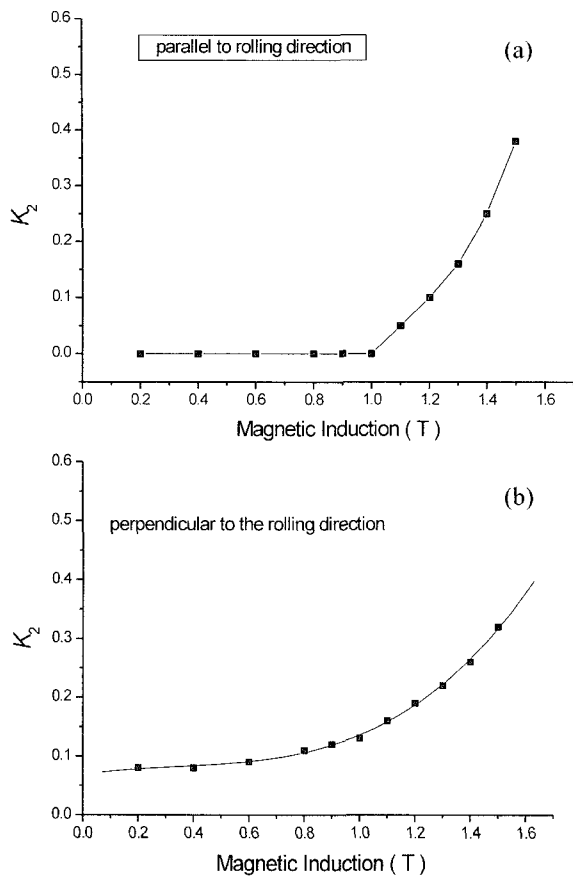 0.6
parallel to rolling direction
(a)
0.5
0.4
0.3
K2
0.2
0.1
0.0
0.0 0.2 0.4 0.6 0.8 1.0 1.2 1.4 1.6
Magnetic Induction ( T )
0.6
(b)
0.5
perpendicular to the rolling direction
0.4
0.3
K2
0.2
0.1
0.0
0.0 0.2 0.4 0.6 0.8 1.0 1.2 1.4 1.6
Magnetic Induction ( T )